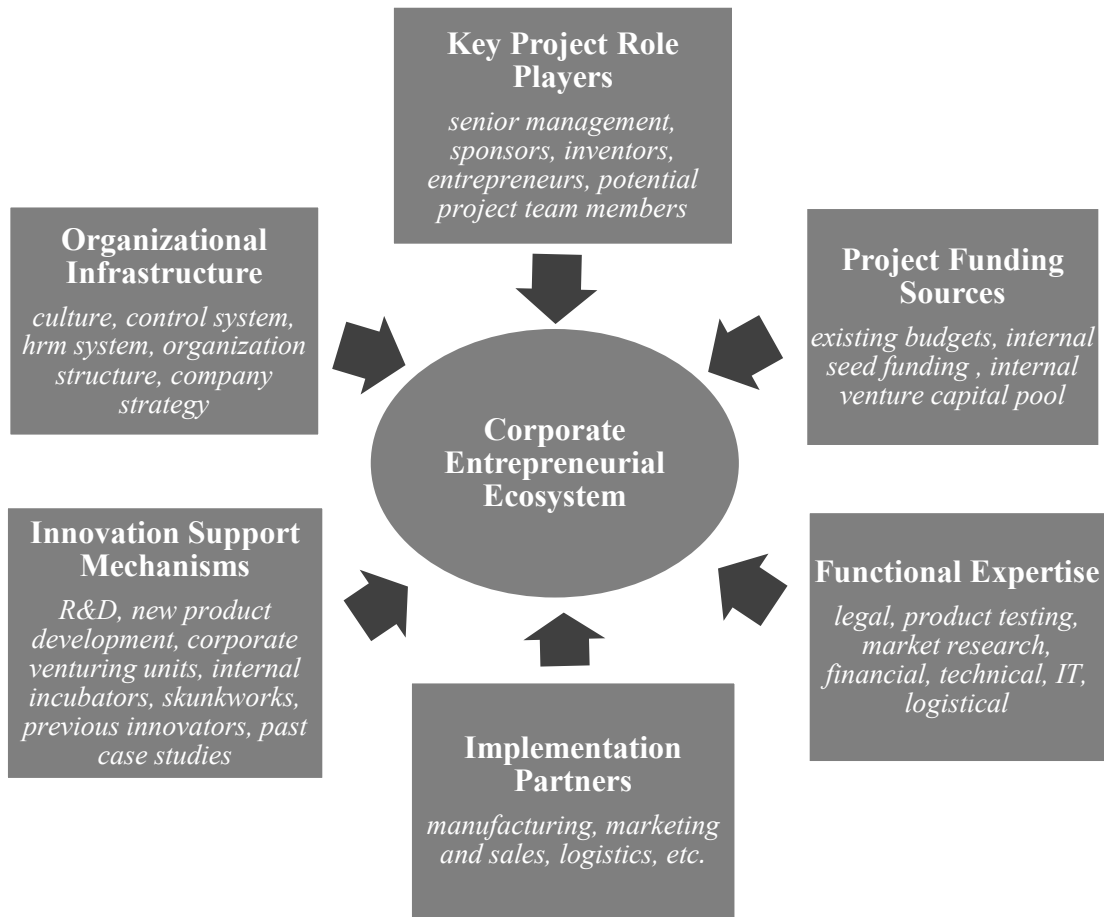 Key Project Role
Players
senior management,
sponsors, inventors,
entrepreneurs, potential
project team members
Organizational
Infrastructure
culture, control system,
hrm system, organization
structure, company
strategy
Project Funding
Sources
existing budgets, internal
seed funding , internal
venture capital pool
Corporate
Entrepreneurial
Ecosystem
Innovation Support
Mechanisms
R&D, new product
development, corporate
venturing units, internal
incubators, skunkworks,
previous innovators, past
case studies
Functional Expertise
legal, product testing,
market research,
financial, technical, IT,
logistical
Implementation
Partners
manufacturing, marketing
and sales, logistics, etc.